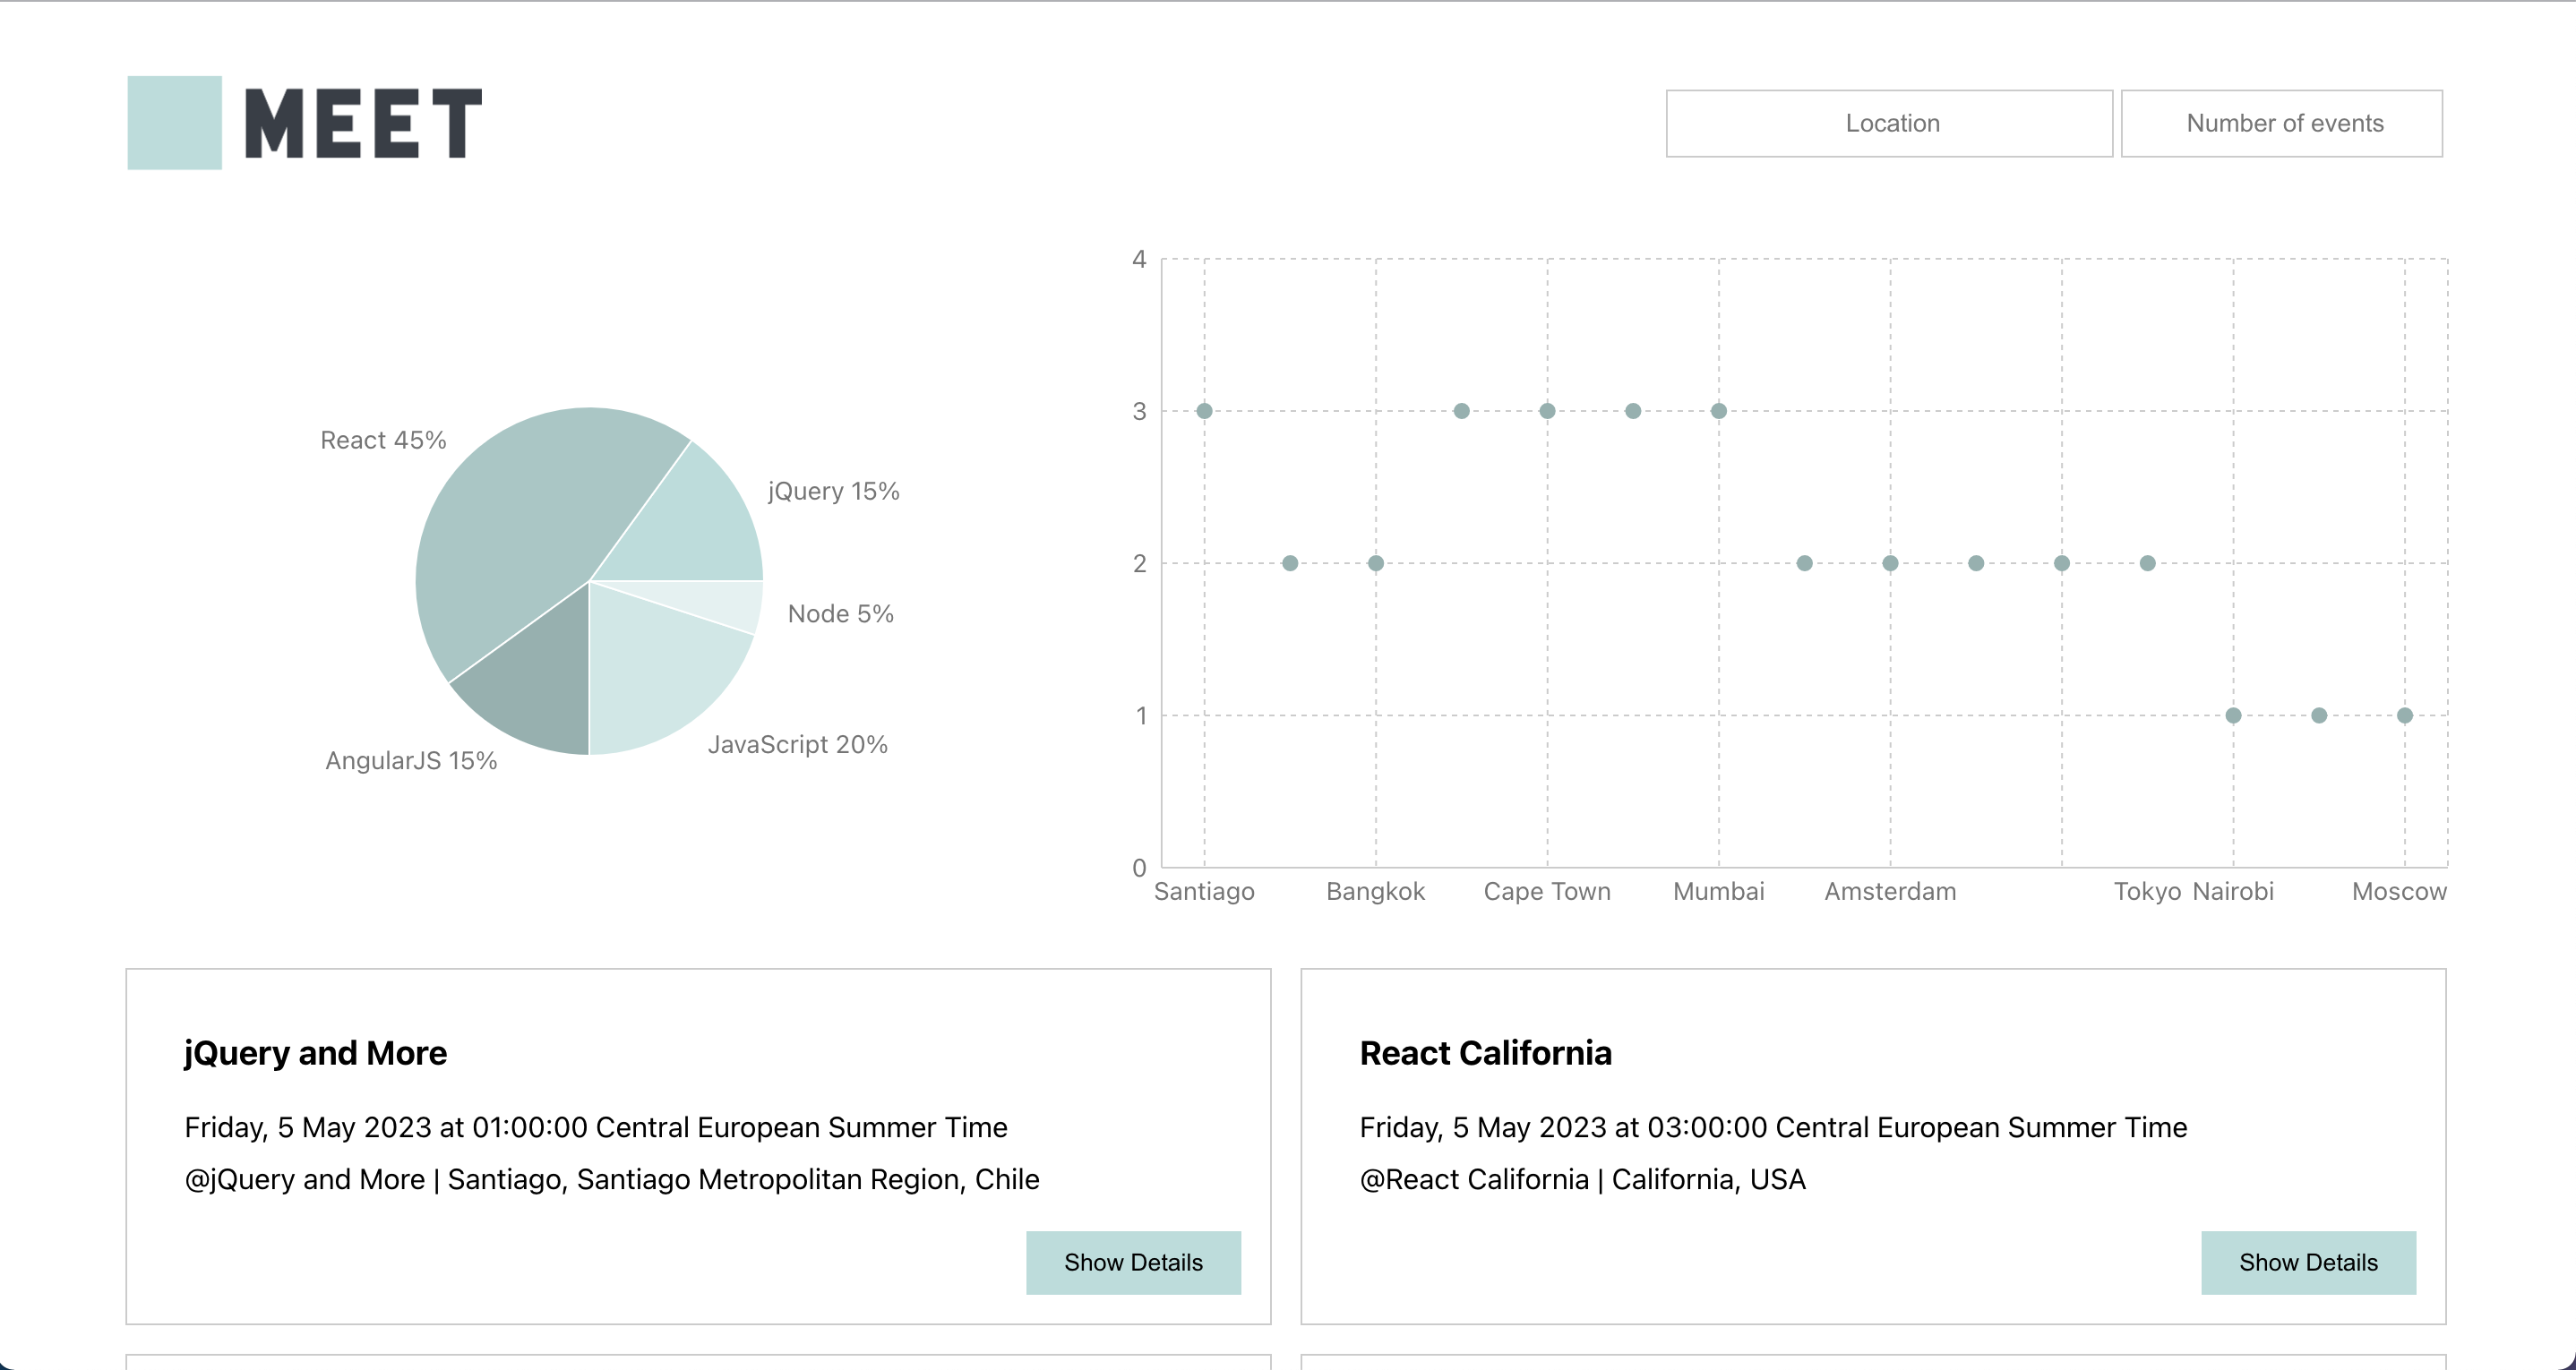 MEET
Location
Number of events
React 45%
jQuery 15%
Node 5%
JavaScript 20%
AngularJS 15%
4
3
2
1
0
Santiago Bangkok Cape Town Mumbai Amsterdam Tokyo Nairobi Moscow
jQuery and More
Friday, 5 May 2023 at 01:00:00 Central European Summer Time
@jQuery and More | Santiago, Santiago Metropolitan Region, Chile
Show Details
React California
Friday, 5 May 2023 at 03:00:00 Central European Summer Time
@React California | California, USA
Show Details